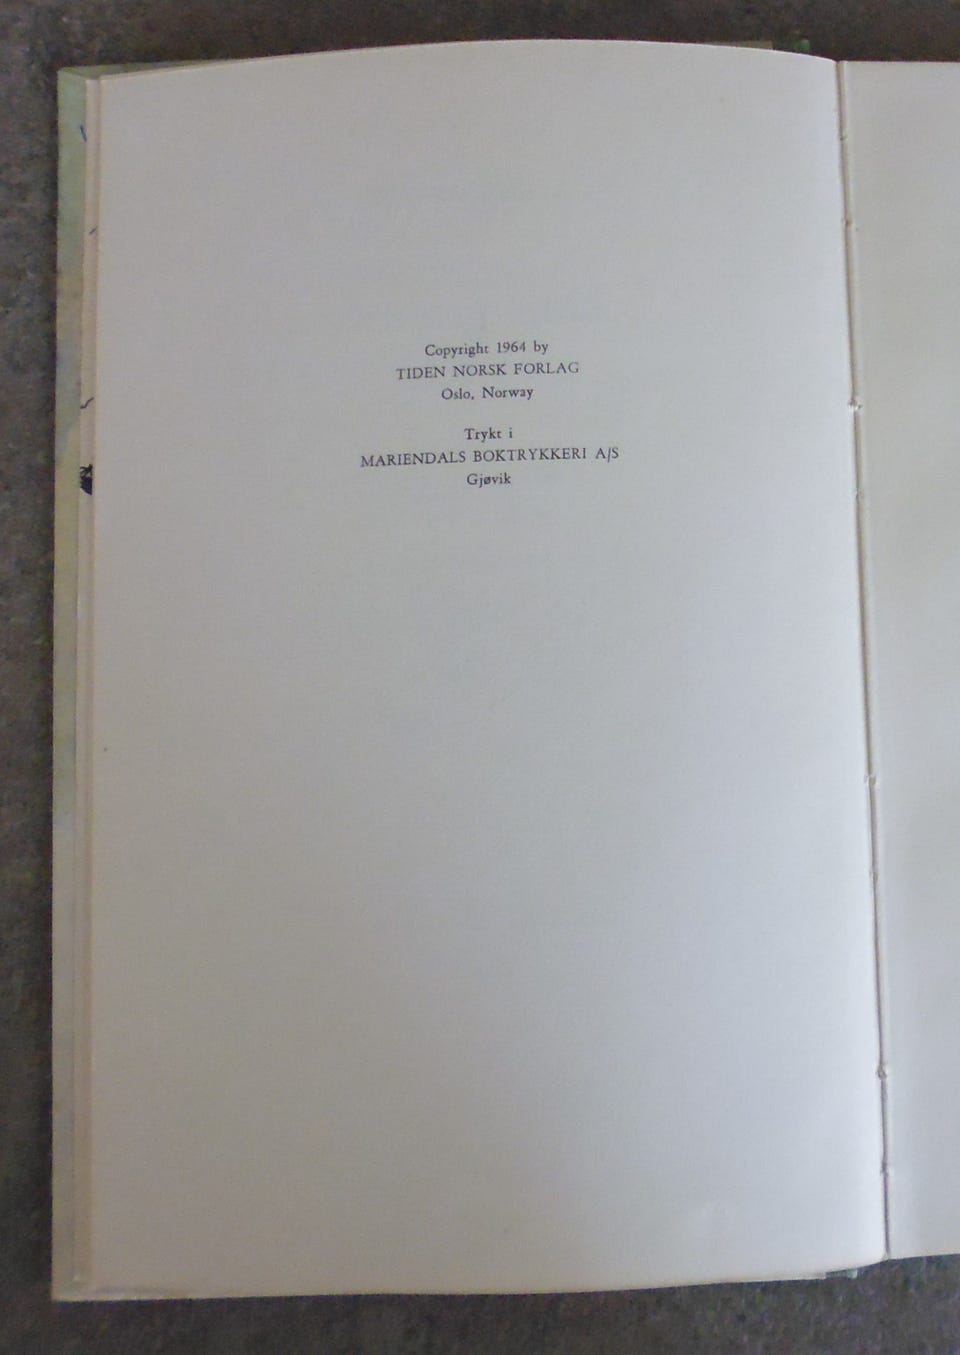 Copyright 1964 by
TIDEN NORSK FORLAG
Oslo, Norway
Trykt i
MARIENDALS BOKTRYKKERI A/S
Gjøvik